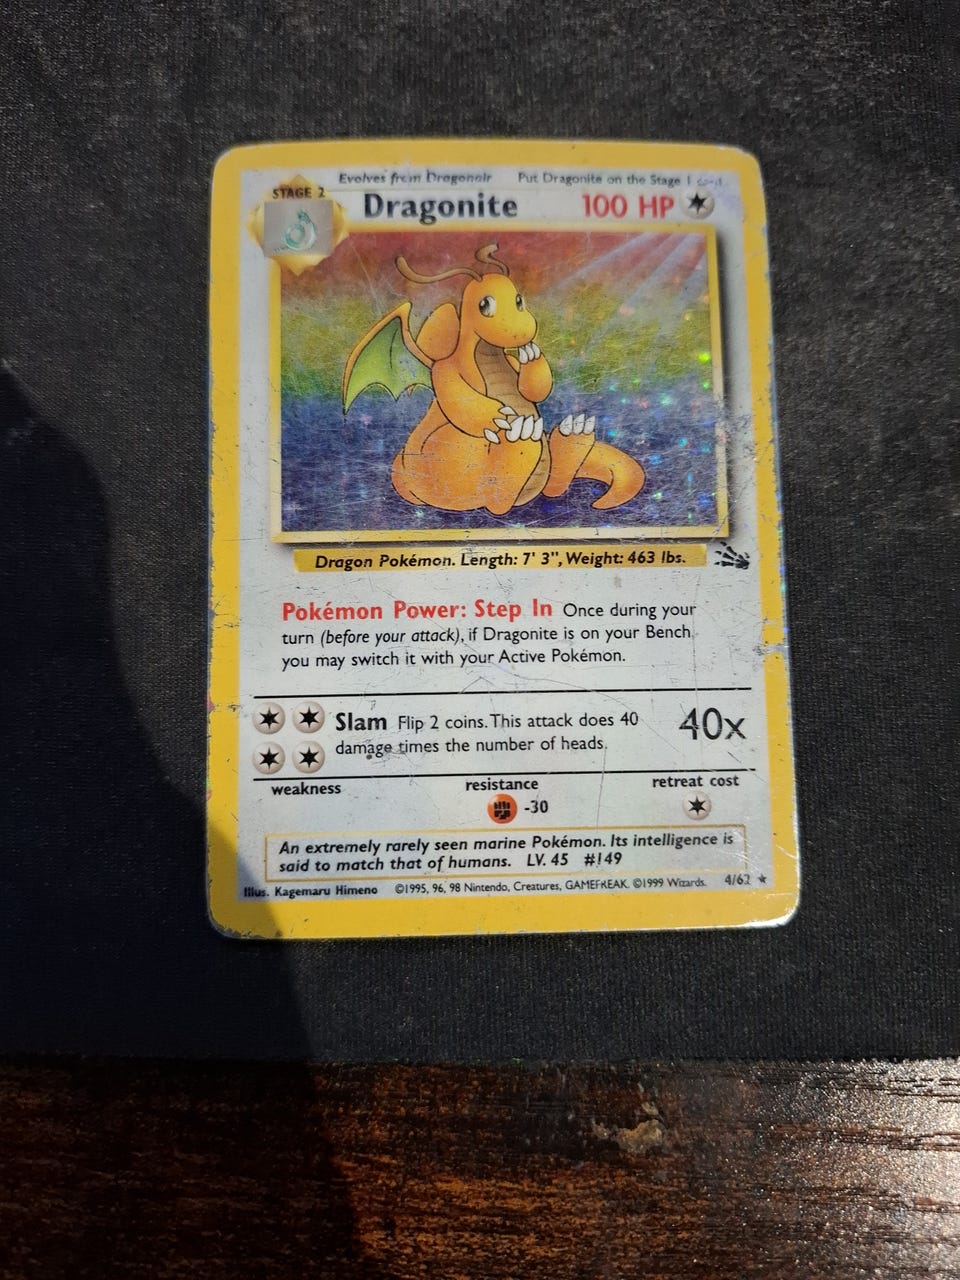 Evolves from Dragonair Put Dragonite on the Stage 1 card
STAGE 2
Dragonite 100 HP
Dragon Pokémon. Length: 7' 3", Weight: 463 lbs.
Pokémon Power: Step In Once during your
turn (before your attack), if Dragonite is on your Bench,
you may switch it with your Active Pokémon.
Slam Flip 2 coins. This attack does 40
damage times the number of heads.
40x
weakness resistance retreat cost
-30
An extremely rarely seen marine Pokémon. Its intelligence is
said to match that of humans. LV. 45 #149
Illus. Kagemaru Himeno ©1995, 96, 98 Nintendo, Creatures, GAMEFREAK. ©1999 Wizards. 4/62 ★